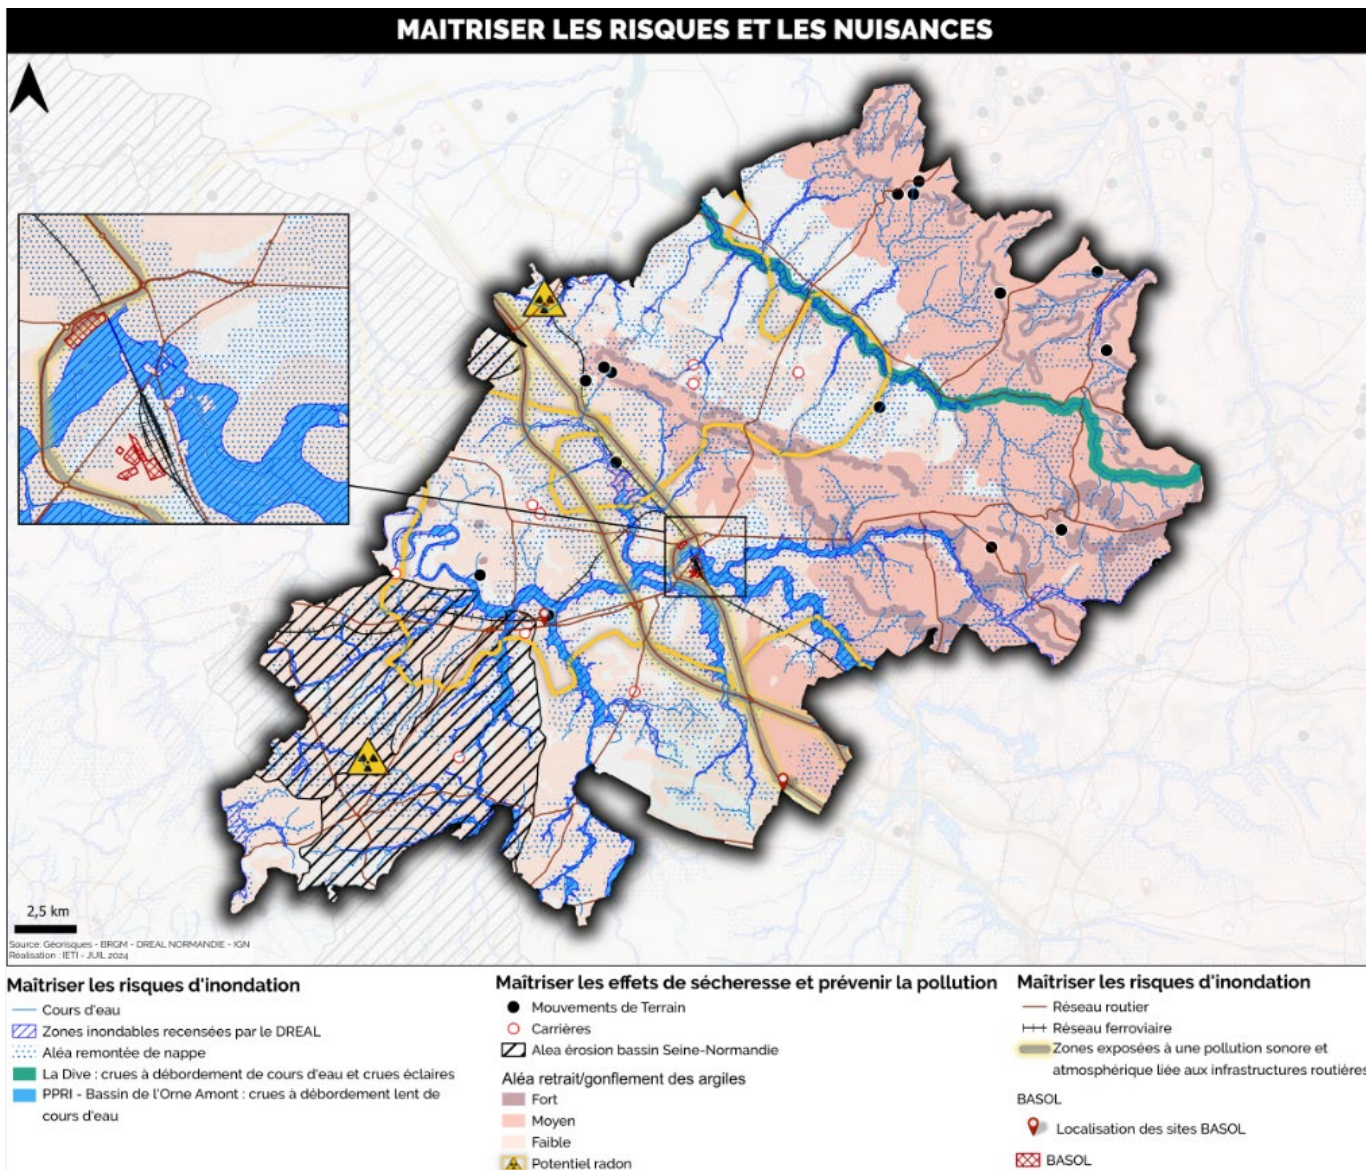 MAITRISER LES RISQUES ET LES NUISANCES
2,5 km
Source: Géorisques - BRGM - DREAL NORMANDIE - IGN
Réalisation : IETI - JUIL 2024
Maîtriser les risques d'inondation
Cours d'eau
Zones inondables recensées par le DREAL
Aléa remontée de nappe
La Dive : crues à débordement de cours d'eau et crues éclaires
PPRI - Bassin de l'Orne Amont : crues à débordement lent de
cours d'eau
Maîtriser les effets de sécheresse et prévenir la pollution
Mouvements de Terrain
Carrières
Alea érosion bassin Seine-Normandie
Aléa retrait/gonflement des argiles
Fort
Moyen
Faible
Potentiel radon
Maîtriser les risques d'inondation
Réseau routier
Réseau ferroviaire
Zones exposées à une pollution sonore et
atmosphérique liée aux infrastructures routières
BASOL
Localisation des sites BASOL
BASOL